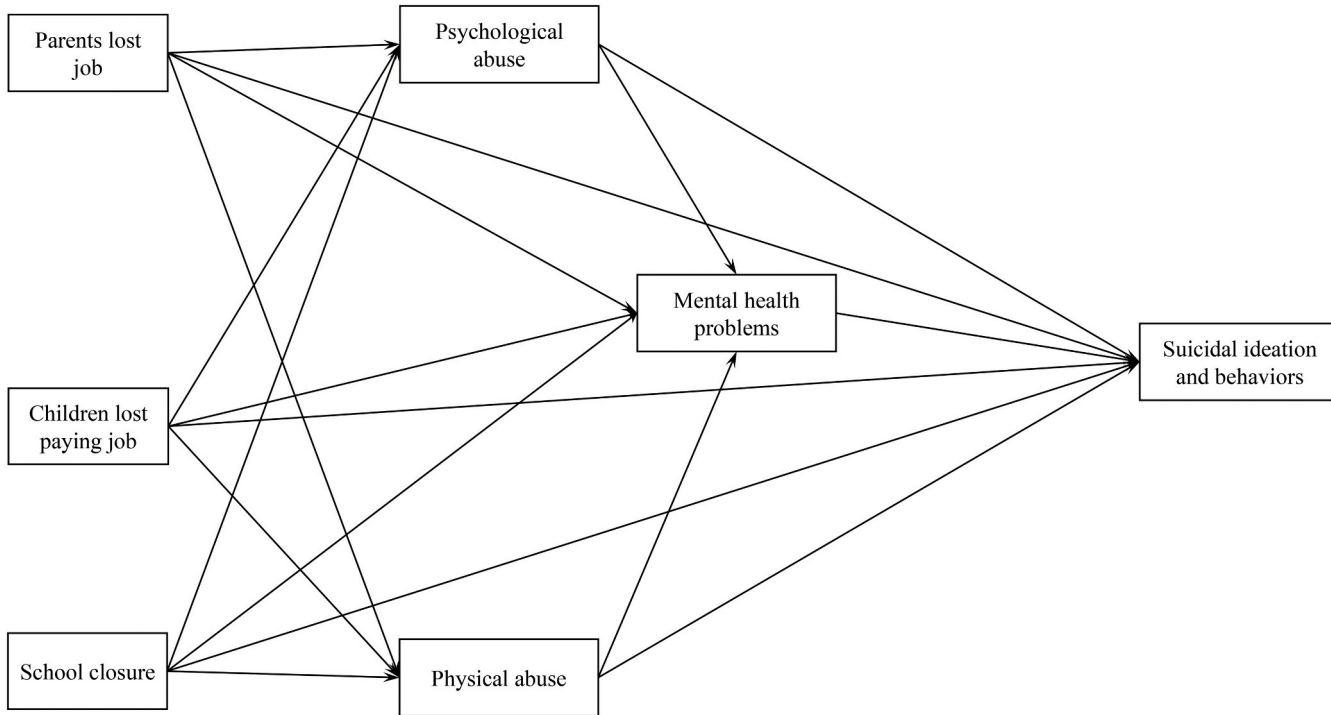 Parents lost
job
Psychological
abuse
Mental health
problems
Suicidal ideation
and behaviors
Children lost
paying job
School closure
Physical abuse